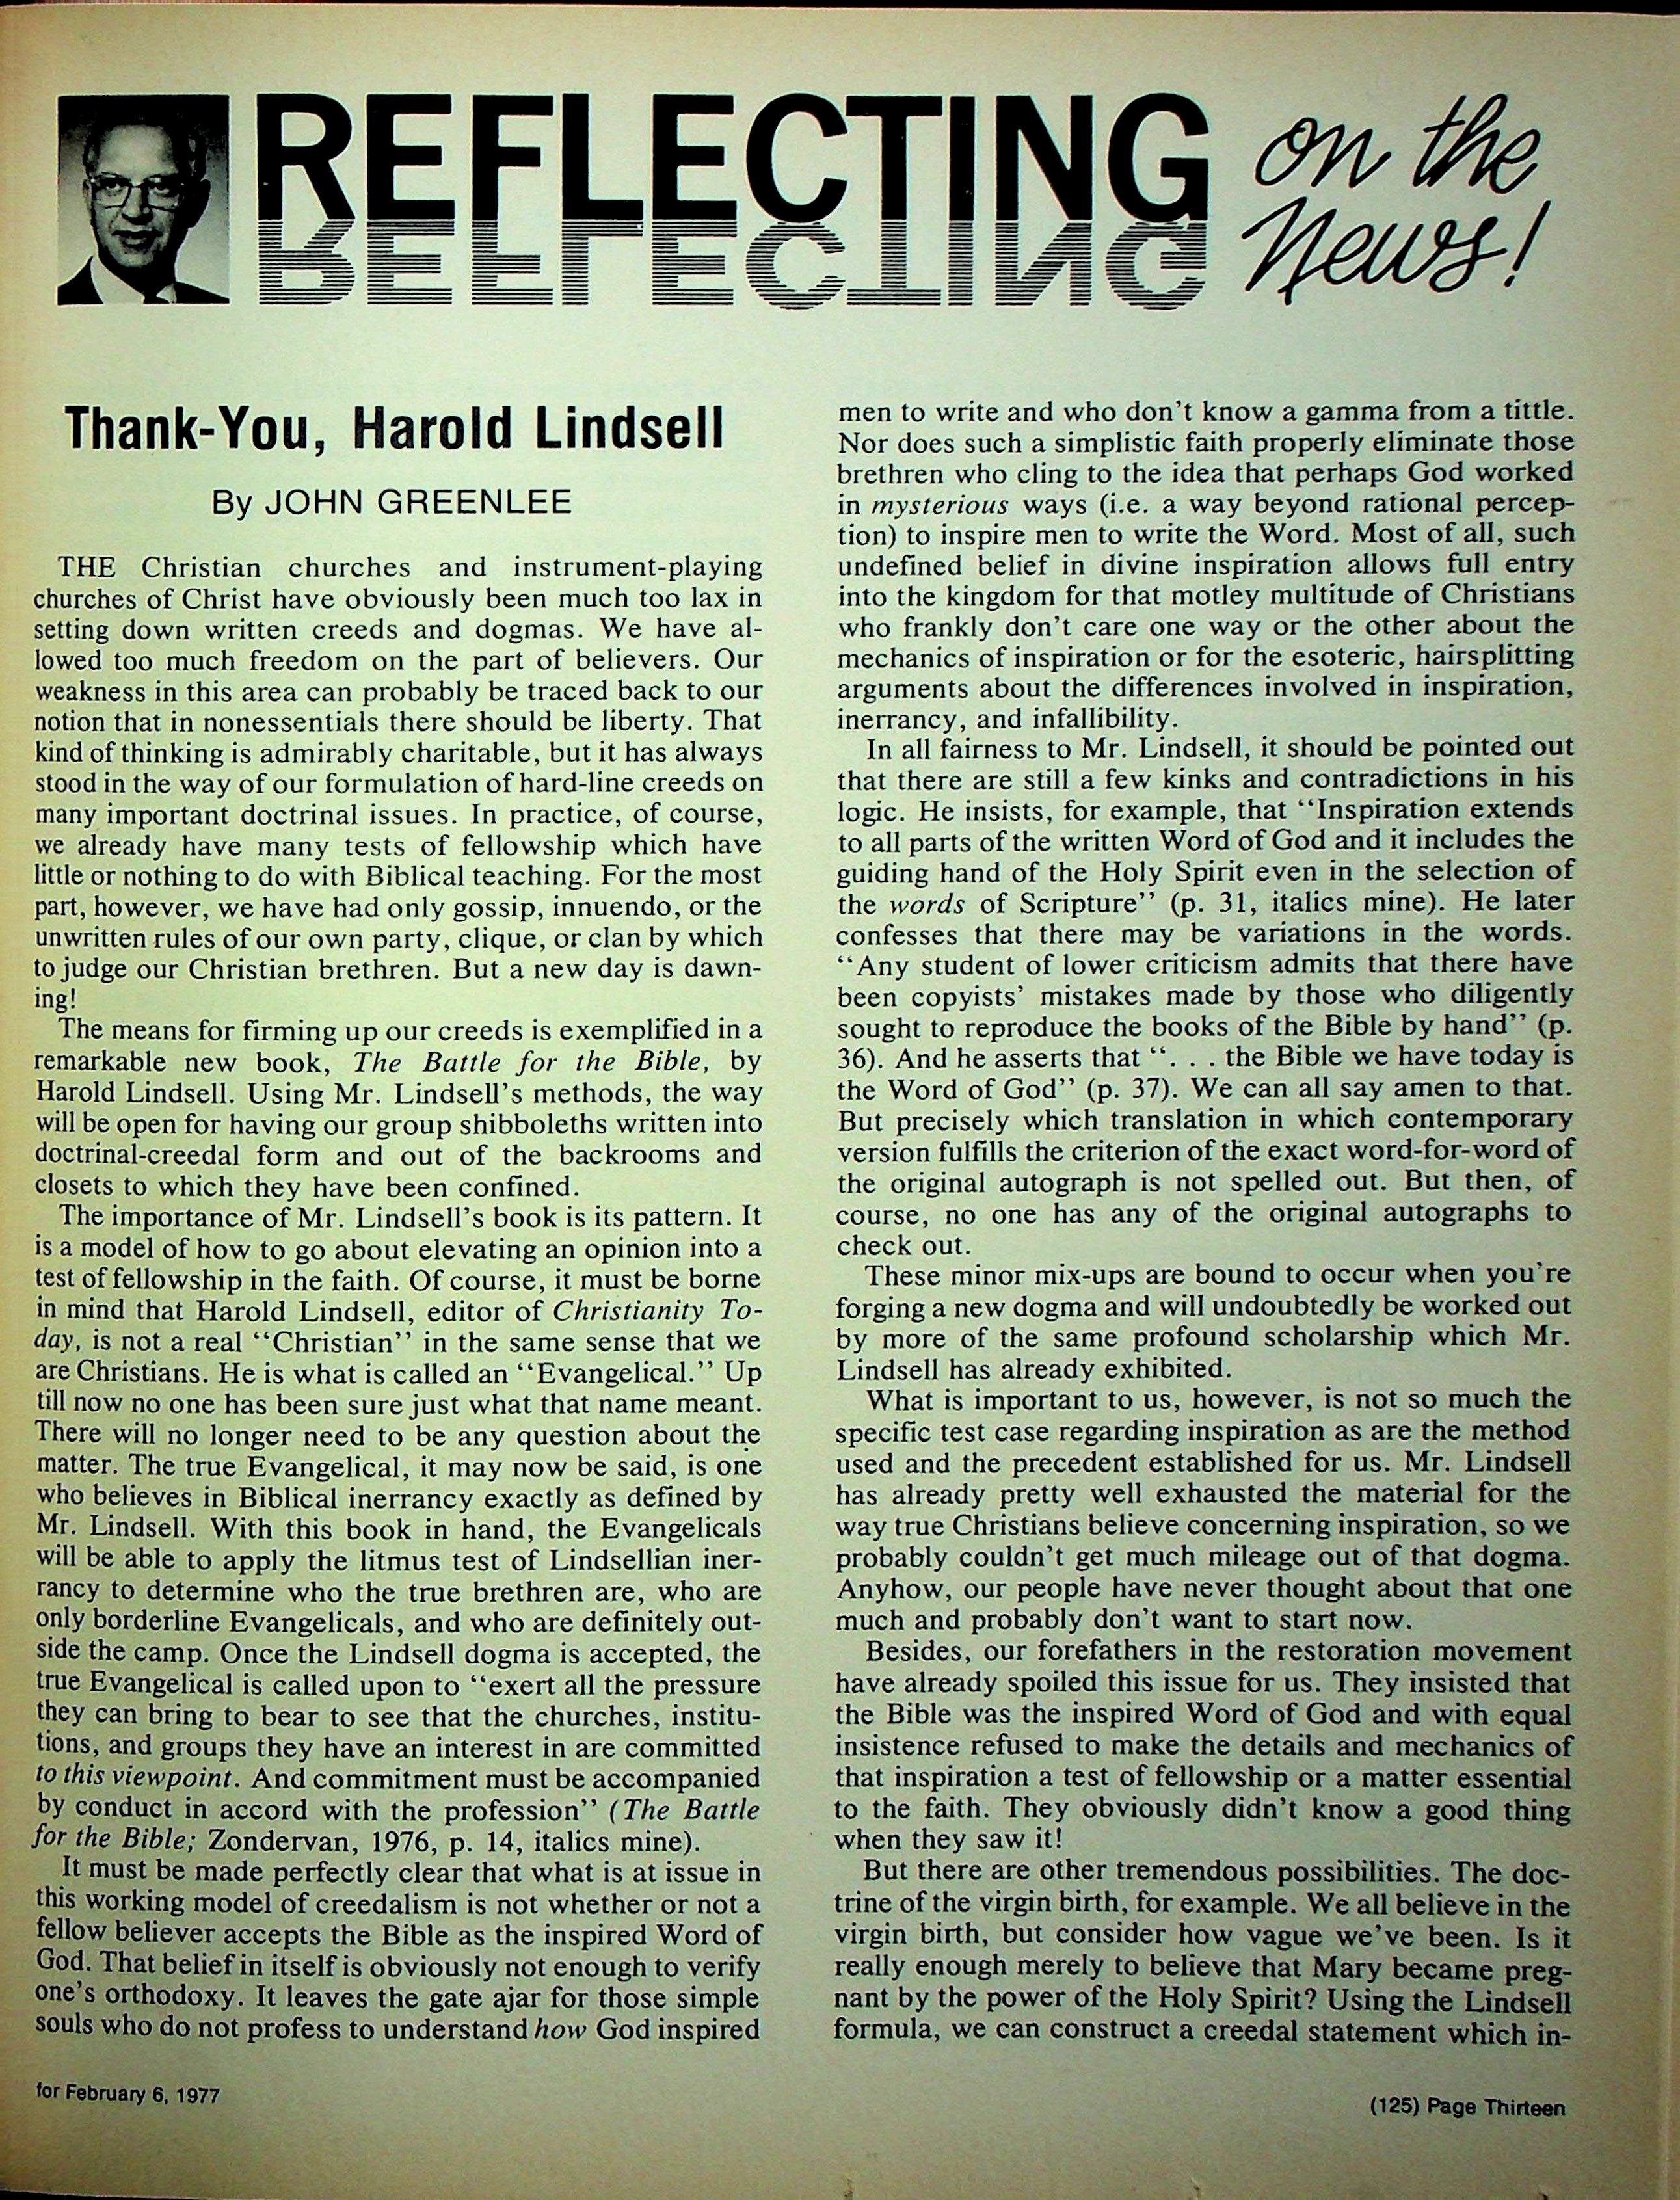 REFLECTING on the
News!
Thank-You, Harold Lindsell
By JOHN GREENLEE
THE Christian churches and instrument-playing
churches of Christ have obviously been much too lax in
setting down written creeds and dogmas. We have al-
lowed too much freedom on the part of believers. Our
weakness in this area can probably be traced back to our
notion that in nonessentials there should be liberty. That
kind of thinking is admirably charitable, but it has always
stood in the way of our formulation of hard-line creeds on
many important doctrinal issues. In practice, of course,
we already have many tests of fellowship which have
little or nothing to do with Biblical teaching. For the most
part, however, we have had only gossip, innuendo, or the
unwritten rules of our own party, clique, or clan by which
to judge our Christian brethren. But a new day is dawn-
ing!
The means for firming up our creeds is exemplified in a
remarkable new book, The Battle for the Bible, by
Harold Lindsell. Using Mr. Lindsell's methods, the way
will be open for having our group shibboleths written into
doctrinal-creedal form and out of the backrooms and
closets to which they have been confined.
The importance of Mr. Lindsell's book is its pattern. It
is a model of how to go about elevating an opinion into a
test of fellowship in the faith. Of course, it must be borne
in mind that Harold Lindsell, editor of Christianity To-
day, is not a real "Christian" in the same sense that we
are Christians. He is what is called an "Evangelical." Up
till now no one has been sure just what that name meant.
There will no longer need to be any question about the
matter. The true Evangelical, it may now be said, is one
who believes in Biblical inerrancy exactly as defined by
Mr. Lindsell. With this book in hand, the Evangelicals
will be able to apply the litmus test of Lindsellian iner-
rancy to determine who the true brethren are, who are
only borderline Evangelicals, and who are definitely out-
side the camp. Once the Lindsell dogma is accepted, the
true Evangelical is called upon to "exert all the pressure
they can bring to bear to see that the churches, institu-
tions, and groups they have an interest in are committed
to this viewpoint. And commitment must be accompanied
by conduct in accord with the profession" (The Battle
for the Bible; Zondervan, 1976, p. 14, italics mine).
It must be made perfectly clear that what is at issue in
this working model of creedalism is not whether or not a
fellow believer accepts the Bible as the inspired Word of
God. That belief in itself is obviously not enough to verify
one's orthodoxy. It leaves the gate ajar for those simple
souls who do not profess to understand how God inspired
men to write and who don't know a gamma from a tittle.
Nor does such a simplistic faith properly eliminate those
brethren who cling to the idea that perhaps God worked
in mysterious ways (i.e. a way beyond rational percep-
tion) to inspire men to write the Word. Most of all, such
undefined belief in divine inspiration allows full entry
into the kingdom for that motley multitude of Christians
who frankly don't care one way or the other about the
mechanics of inspiration or for the esoteric, hairsplitting
arguments about the differences involved in inspiration,
inerrancy, and infallibility.
In all fairness to Mr. Lindsell, it should be pointed out
that there are still a few kinks and contradictions in his
logic. He insists, for example, that "Inspiration extends
to all parts of the written Word of God and it includes the
guiding hand of the Holy Spirit even in the selection of
the words of Scripture" (p. 31, italics mine). He later
confesses that there may be variations in the words.
"Any student of lower criticism admits that there have
been copyists' mistakes made by those who diligently
sought to reproduce the books of the Bible by hand" (p.
36). And he asserts that ". . . the Bible we have today is
the Word of God" (p. 37). We can all say amen to that.
But precisely which translation in which contemporary
version fulfills the criterion of the exact word-for-word of
the original autograph is not spelled out. But then, of
course, no one has any of the original autographs to
check out.
These minor mix-ups are bound to occur when you're
forging a new dogma and will undoubtedly be worked out
by more of the same profound scholarship which Mr.
Lindsell has already exhibited.
What is important to us, however, is not so much the
specific test case regarding inspiration as are the method
used and the precedent established for us. Mr. Lindsell
has already pretty well exhausted the material for the
way true Christians believe concerning inspiration, so we
probably couldn't get much mileage out of that dogma.
Anyhow, our people have never thought about that one
much and probably don't want to start now.
Besides, our forefathers in the restoration movement
have already spoiled this issue for us. They insisted that
the Bible was the inspired Word of God and with equal
insistence refused to make the details and mechanics of
that inspiration a test of fellowship or a matter essential
to the faith. They obviously didn't know a good thing
when they saw it!
But there are other tremendous possibilities. The doc-
trine of the virgin birth, for example. We all believe in the
virgin birth, but consider how vague we've been. Is it
really enough merely to believe that Mary became preg-
nant by the power of the Holy Spirit? Using the Lindsell
formula, we can construct a creedal statement which in-
for February 6, 1977
(125) Page Thirteen